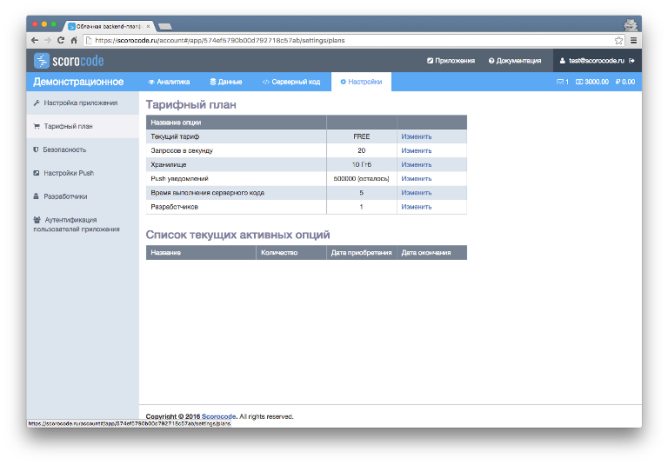 Облачная backend-плат
https://scorocode.ru/account#/app/574ef5790b00d792718c57ab/settings/plans
scorocode
Приложения Документация test@scorocode.ru
Демонстрационное Аналитика Данные Серверный код Настройки 1 3000.00 ₽ 0.00
Настройка приложения
Тарифный план
Безопасность
Настройки Push
Разработчики
Аутентификация
пользователей приложения
Тарифный план
Название опции
Текущий тариф FREE Изменить
Запросов в секунду 20 Изменить
Хранилище 10 Гтб Изменить
Push уведомлений 500000 (осталось) Изменить
Время выполнения серверного кода 5 Изменить
Разработчиков 1 Изменить
Список текущих активных опций
Название Количество Дата приобретения Дата окончания
Copyright © 2016 Scorocode. All rights reserved.
https://scorocode.ru/account#/app/574ef5790b00d792718c57ab/settings/plans